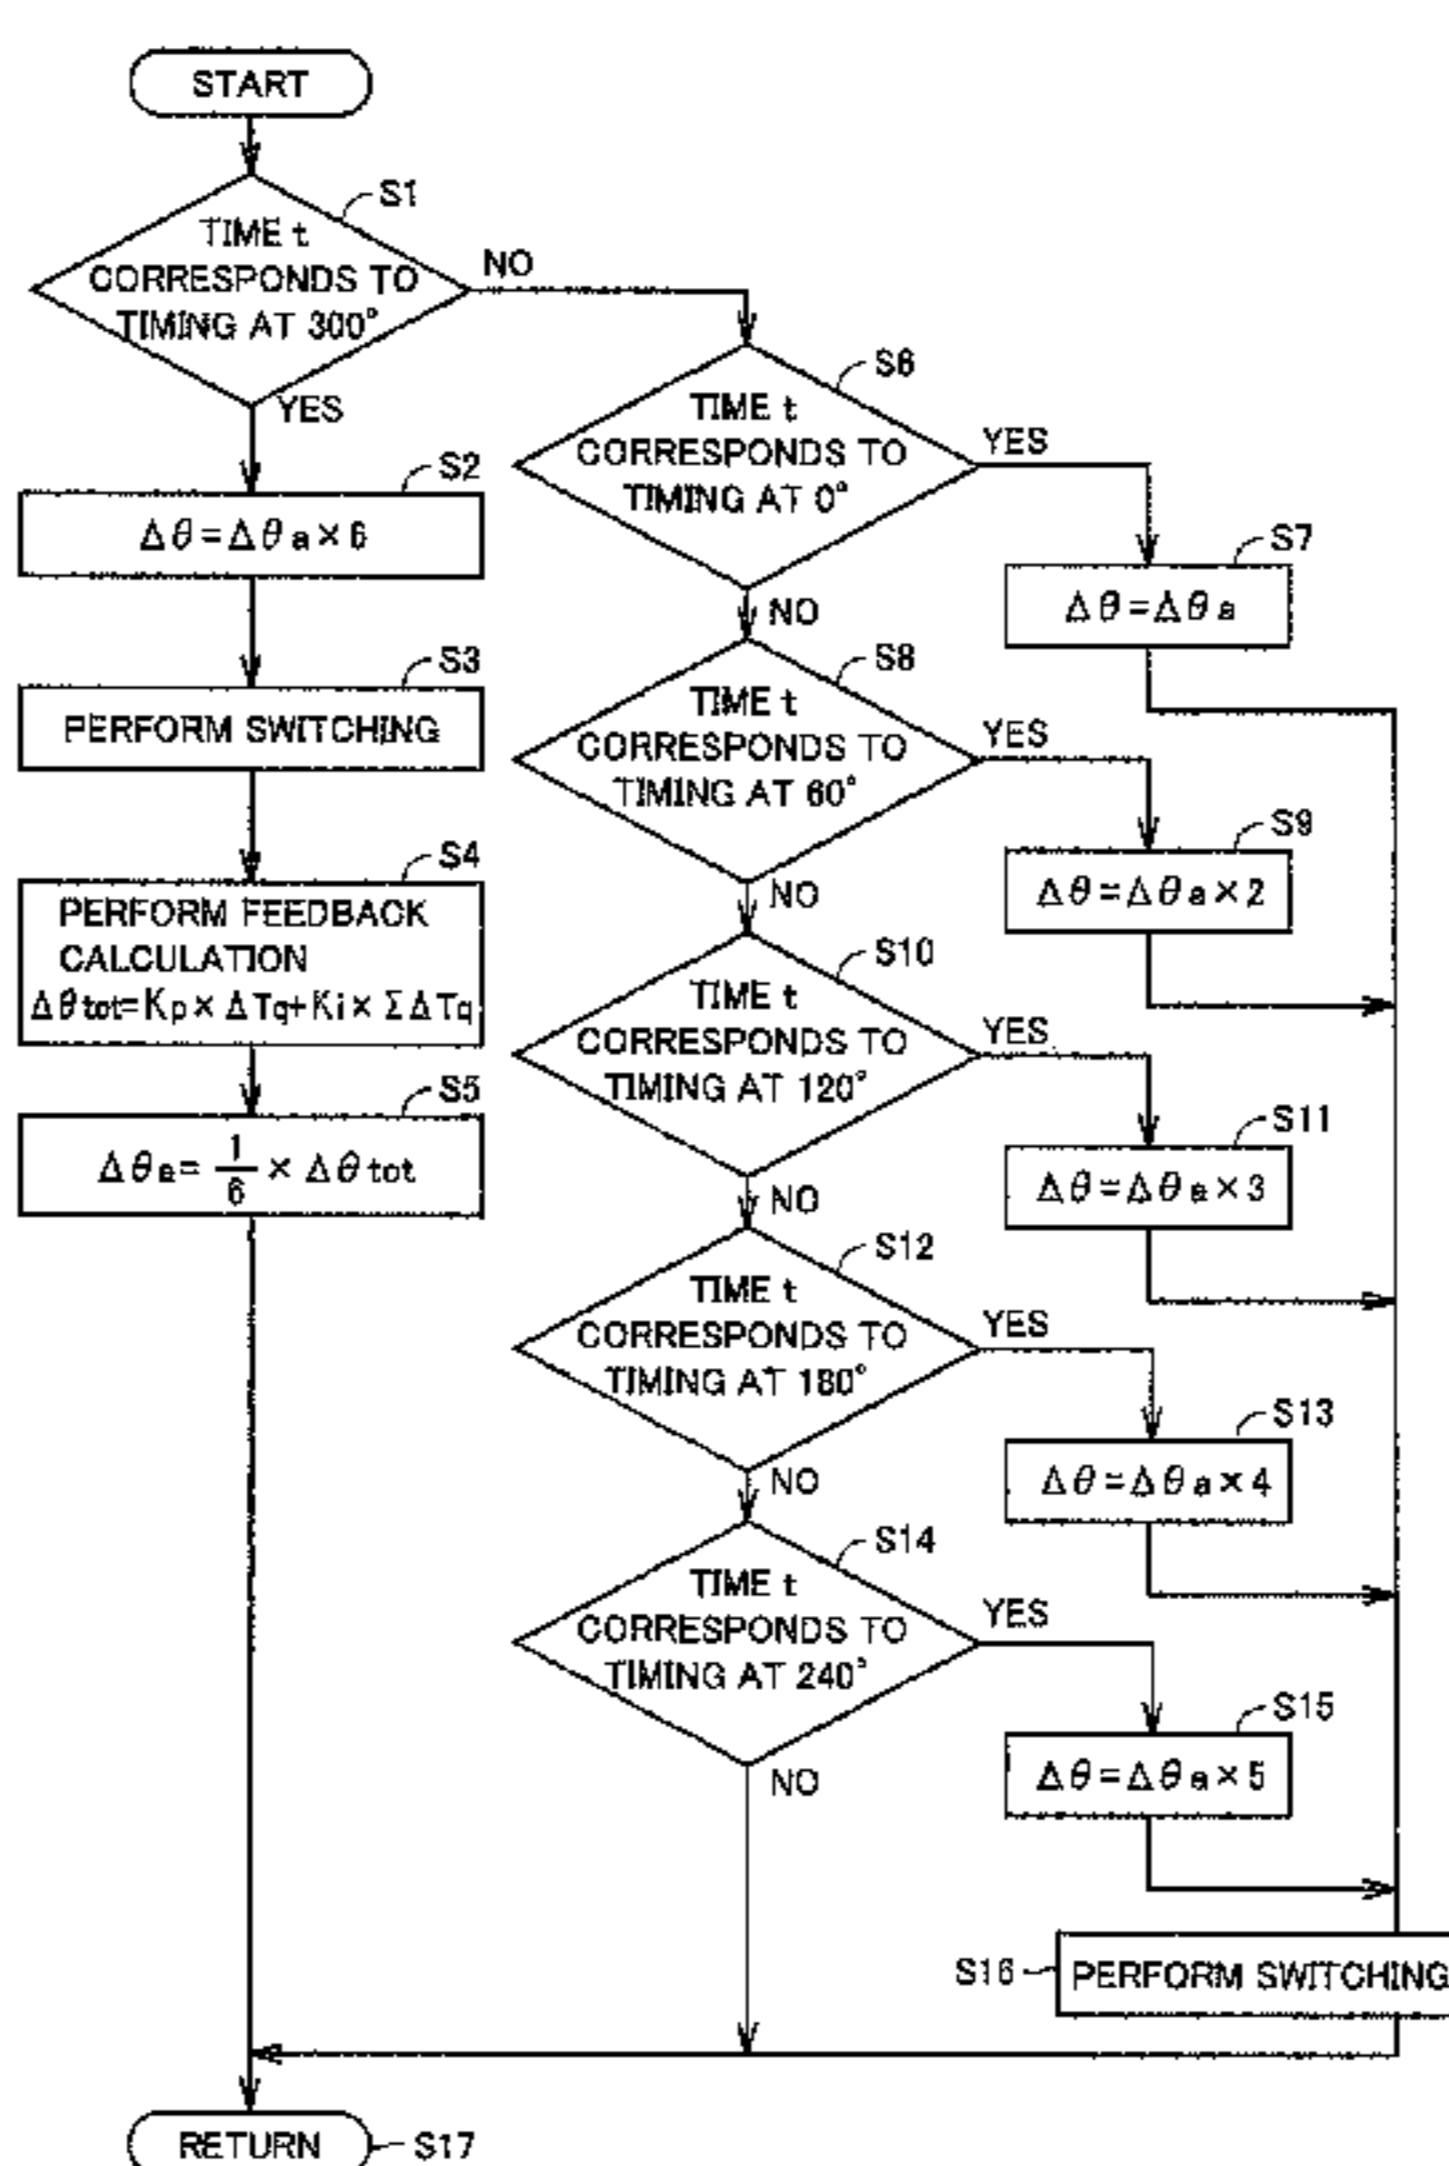 START
S1
TIME t
CORRESPONDS TO
TIMING AT 300°
NO
YES
S2
Δθ=Δθa×6
S3
PERFORM SWITCHING
S4
PERFORM FEEDBACK
CALCULATION
Δθtot=Kp×ΔTq+Ki×ΣΔTq
S5
Δθa=1/6×Δθtot
S6
TIME t
CORRESPONDS TO
TIMING AT 0°
YES
NO
S7
Δθ=Δθa
S8
TIME t
CORRESPONDS TO
TIMING AT 60°
YES
NO
S9
Δθ=Δθa×2
S10
TIME t
CORRESPONDS TO
TIMING AT 120°
YES
NO
S11
Δθ=Δθa×3
S12
TIME t
CORRESPONDS TO
TIMING AT 180°
YES
NO
S13
Δθ=Δθa×4
S14
TIME t
CORRESPONDS TO
TIMING AT 240°
YES
NO
S15
Δθ=Δθa×5
S16
PERFORM SWITCHING
RETURN
S17